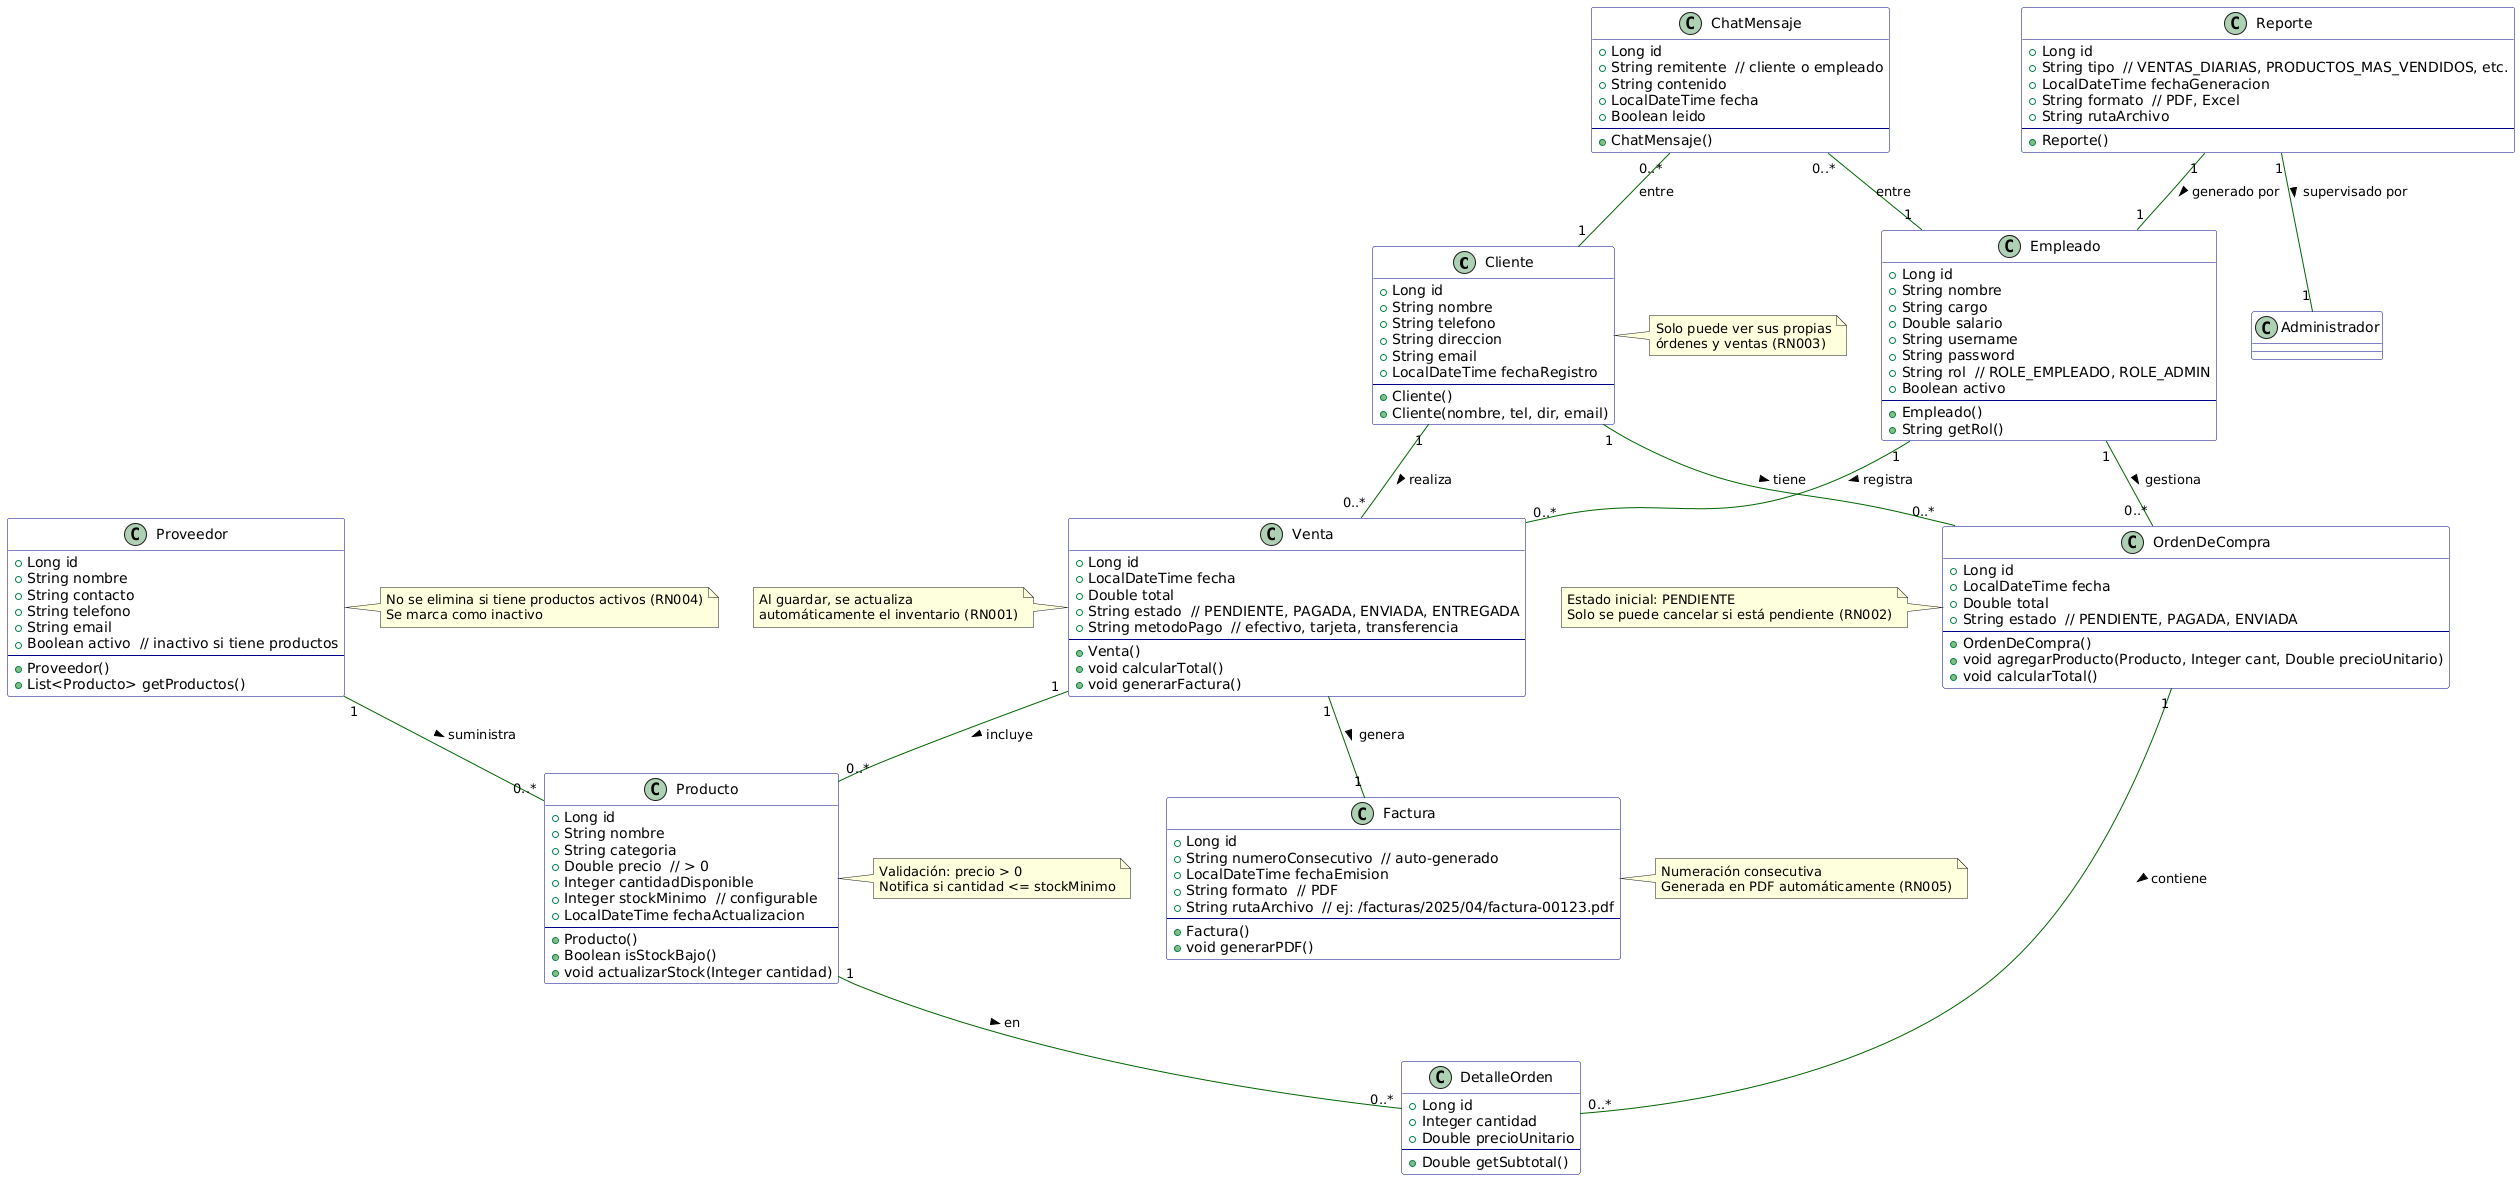 ChatMensaje
Long id
String remitente // cliente o empleado
String contenido
LocalDateTime fecha
Boolean leido
ChatMensaje()
Reporte
Long id
String tipo // VENTAS_DIARIAS, PRODUCTOS_MAS_VENDIDOS, etc.
LocalDateTime fechaGeneracion
String formato // PDF, Excel
String rutaArchivo
Reporte()
0..*
entre
1
0..*
entre
1
1
generado por
1
1
supervisado por
1
Cliente
Long id
String nombre
String telefono
String direccion
String email
LocalDateTime fechaRegistro
Cliente()
Cliente(nombre, tel, dir, email)
Solo puede ver sus propias
órdenes y ventas (RN003)
Empleado
Long id
String nombre
String cargo
Double salario
String username
String password
String rol // ROLE_EMPLEADO, ROLE_ADMIN
Boolean activo
Empleado()
String getRol()
Administrador
1
realiza
0..*
1
tiene
0..*
1
registra
0..*
1
gestiona
0..*
Proveedor
Long id
String nombre
String contacto
String telefono
String email
Boolean activo // inactivo si tiene productos
Proveedor()
List<Producto> getProductos()
No se elimina si tiene productos activos (RN004)
Se marca como inactivo
Al guardar, se actualiza
automáticamente el inventario (RN001)
Venta
Long id
LocalDateTime fecha
Double total
String estado // PENDIENTE, PAGADA, ENVIADA, ENTREGADA
String metodoPago // efectivo, tarjeta, transferencia
Venta()
void calcularTotal()
void generarFactura()
Estado inicial: PENDIENTE
Solo se puede cancelar si está pendiente (RN002)
OrdenDeCompra
Long id
LocalDateTime fecha
Double total
String estado // PENDIENTE, PAGADA, ENVIADA
OrdenDeCompra()
void agregarProducto(Producto, Integer cant, Double precioUnitario)
void calcularTotal()
1
suministra
0..*
1
incluye
0..*
1
genera
1
1
contiene
0..*
Producto
Long id
String nombre
String categoria
Double precio // > 0
Integer cantidadDisponible
Integer stockMinimo // configurable
LocalDateTime fechaActualizacion
Producto()
Boolean isStockBajo()
void actualizarStock(Integer cantidad)
Validación: precio > 0
Notifica si cantidad <= stockMinimo
Factura
Long id
String numeroConsecutivo // auto-generado
LocalDateTime fechaEmision
String formato // PDF
String rutaArchivo // ej: /facturas/2025/04/factura-00123.pdf
Factura()
void generarPDF()
Numeración consecutiva
Generada en PDF automáticamente (RN005)
1
en
0..*
DetalleOrden
Long id
Integer cantidad
Double precioUnitario
Double getSubtotal()